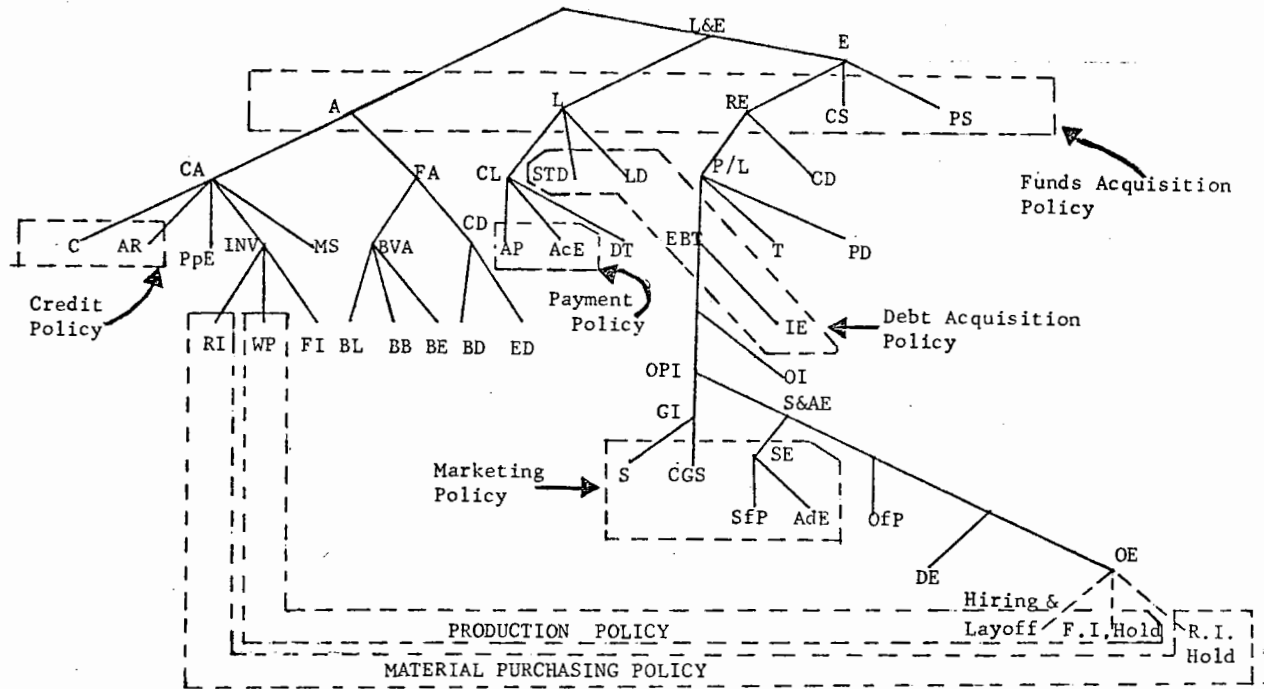 L&E
E
A
L
RE
CS
PS
Funds Acquisition
Policy
CA
FA
CL
STD
LD
P/L
CD
C
AR
PpE
INV
MS
BVA
CD
AP
AcE
DT
EBT
T
PD
Credit
Policy
Payment
Policy
Debt Acquisition
Policy
RI
WP
FI
BL
BB
BE
BD
ED
IE
OI
OPI
GI
S&AE
Marketing
Policy
S
CGS
SE
SfP
AdE
OfP
DE
OE
Hiring &
Layoff
F.I.Hold
R.I.
Hold
PRODUCTION POLICY
MATERIAL PURCHASING POLICY